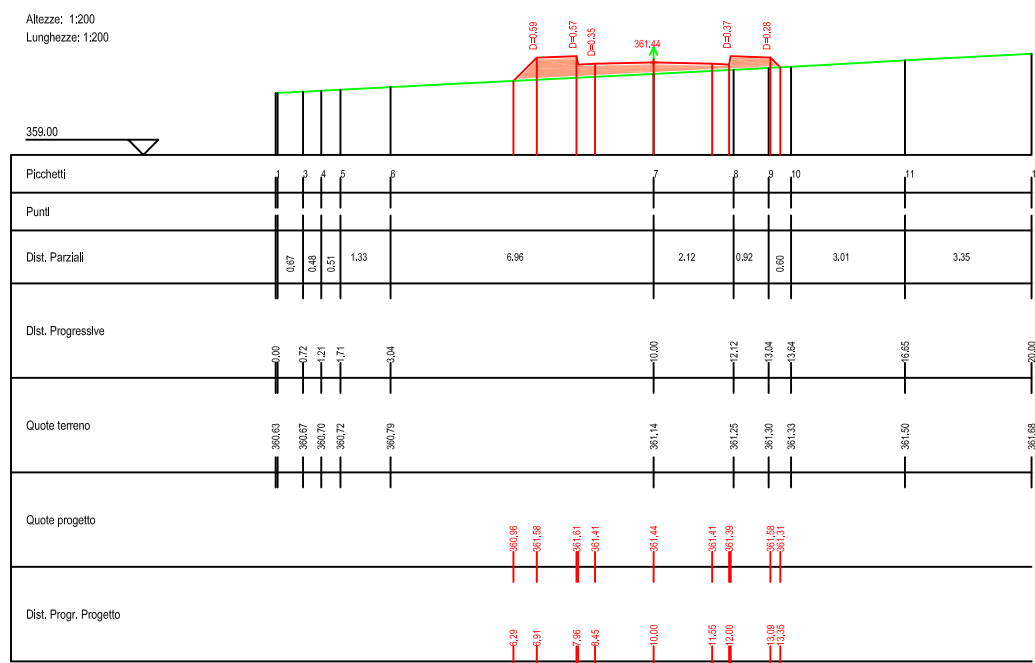 Altezze: 1:200
Lunghezze: 1:200
D=0.59
D=0.57
D=0.35
361.44
D=0.37
D=0.28
359.00
Picchetti
1 3 4 5 6 7 8 9 10 11 1
Punti
Dist. Parziali
0.67 0.48 0.51 1.33 6.96 2.12 0.92 0.60 3.01 3.35
Dist. Progressive
0.00 0.72 1.21 1.71 3.04 10.00 12.12 13.04 13.64 16.65 20.00
Quote terreno
360.63 360.67 360.70 360.72 360.79 361.14 361.25 361.30 361.33 361.50 361.68
Quote progetto
360.96 361.58 361.61 361.41 361.44 361.41 361.39 361.58 361.31
Dist. Progr. Progetto
6.29 6.91 7.96 8.45 10.00 11.55 12.00 13.09 13.35